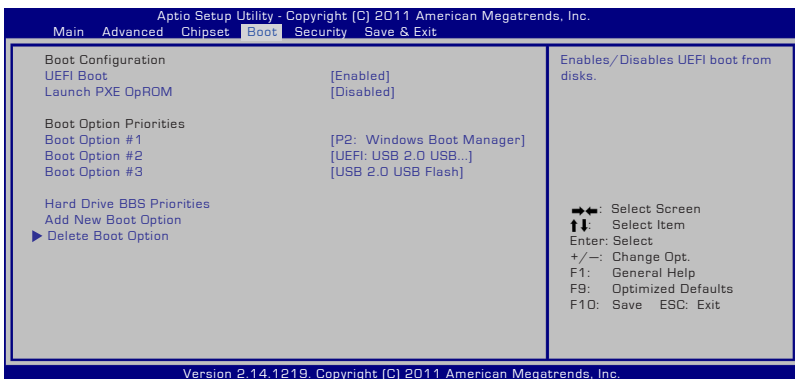 Aptio Setup Utility - Copyright (C) 2011 American Megatrends, Inc.
Main Advanced Chipset Boot Security Save & Exit
Boot Configuration
UEFI Boot [Enabled]
Launch PXE OpROM [Disabled]
Boot Option Priorities
Boot Option #1 [P2: Windows Boot Manager]
Boot Option #2 [UEFI: USB 2.0 USB...]
Boot Option #3 [USB 2.0 USB Flash]
Hard Drive BBS Priorities
Add New Boot Option
▶ Delete Boot Option
Enables/Disables UEFI boot from
disks.
➡⬅: Select Screen
⬆⬇: Select Item
Enter: Select
+/—: Change Opt.
F1: General Help
F9: Optimized Defaults
F10: Save ESC: Exit
Version 2.14.1219. Copyright (C) 2011 American Megatrends, Inc.